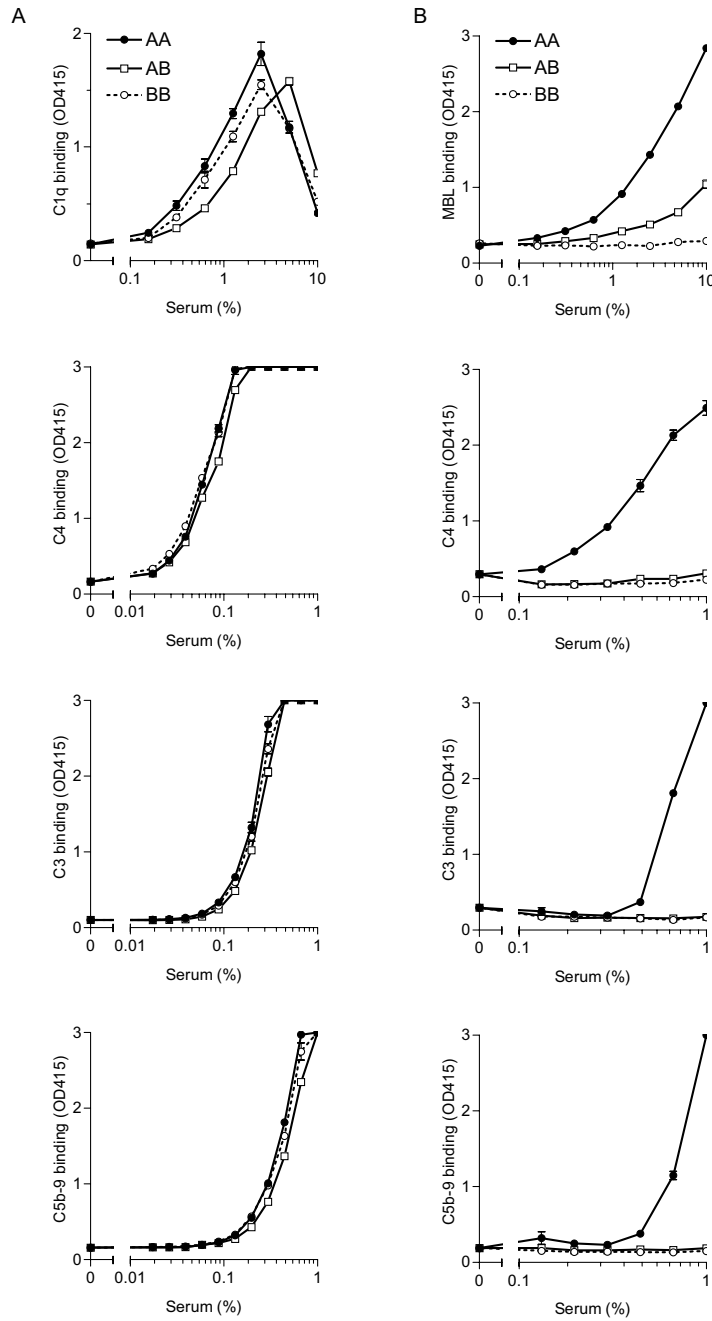 A
AA
AB
BB
C1q binding (OD415)
2
1
0
0.1
1
10
Serum (%)
C4 binding (OD415)
3
2
1
0
0
0.01
0.1
1
Serum (%)
C3 binding (OD415)
3
2
1
0
0
0.01
0.1
1
Serum (%)
C5b-9 binding (OD415)
3
2
1
0
0
0.01
0.1
1
Serum (%)
B
AA
AB
BB
MBL binding (OD415)
3
2
1
0
0
0.1
1
10
Serum (%)
C4 binding (OD415)
3
2
1
0
0
0.1
1
Serum (%)
C3 binding (OD415)
3
2
1
0
0
0.1
1
Serum (%)
C5b-9 binding (OD415)
3
2
1
0
0
0.1
1
Serum (%)